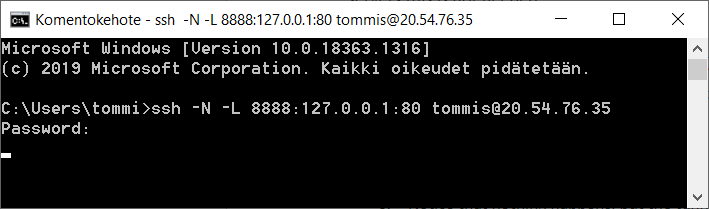 Komentokehote - ssh  -N -L 8888:127.0.0.1:80 tommis@20.54.76.35
Microsoft Windows [Version 10.0.18363.1316]
(c) 2019 Microsoft Corporation. Kaikki oikeudet pidätetään.
C:\Users\tommi>ssh -N -L 8888:127.0.0.1:80 tommis@20.54.76.35
Password: